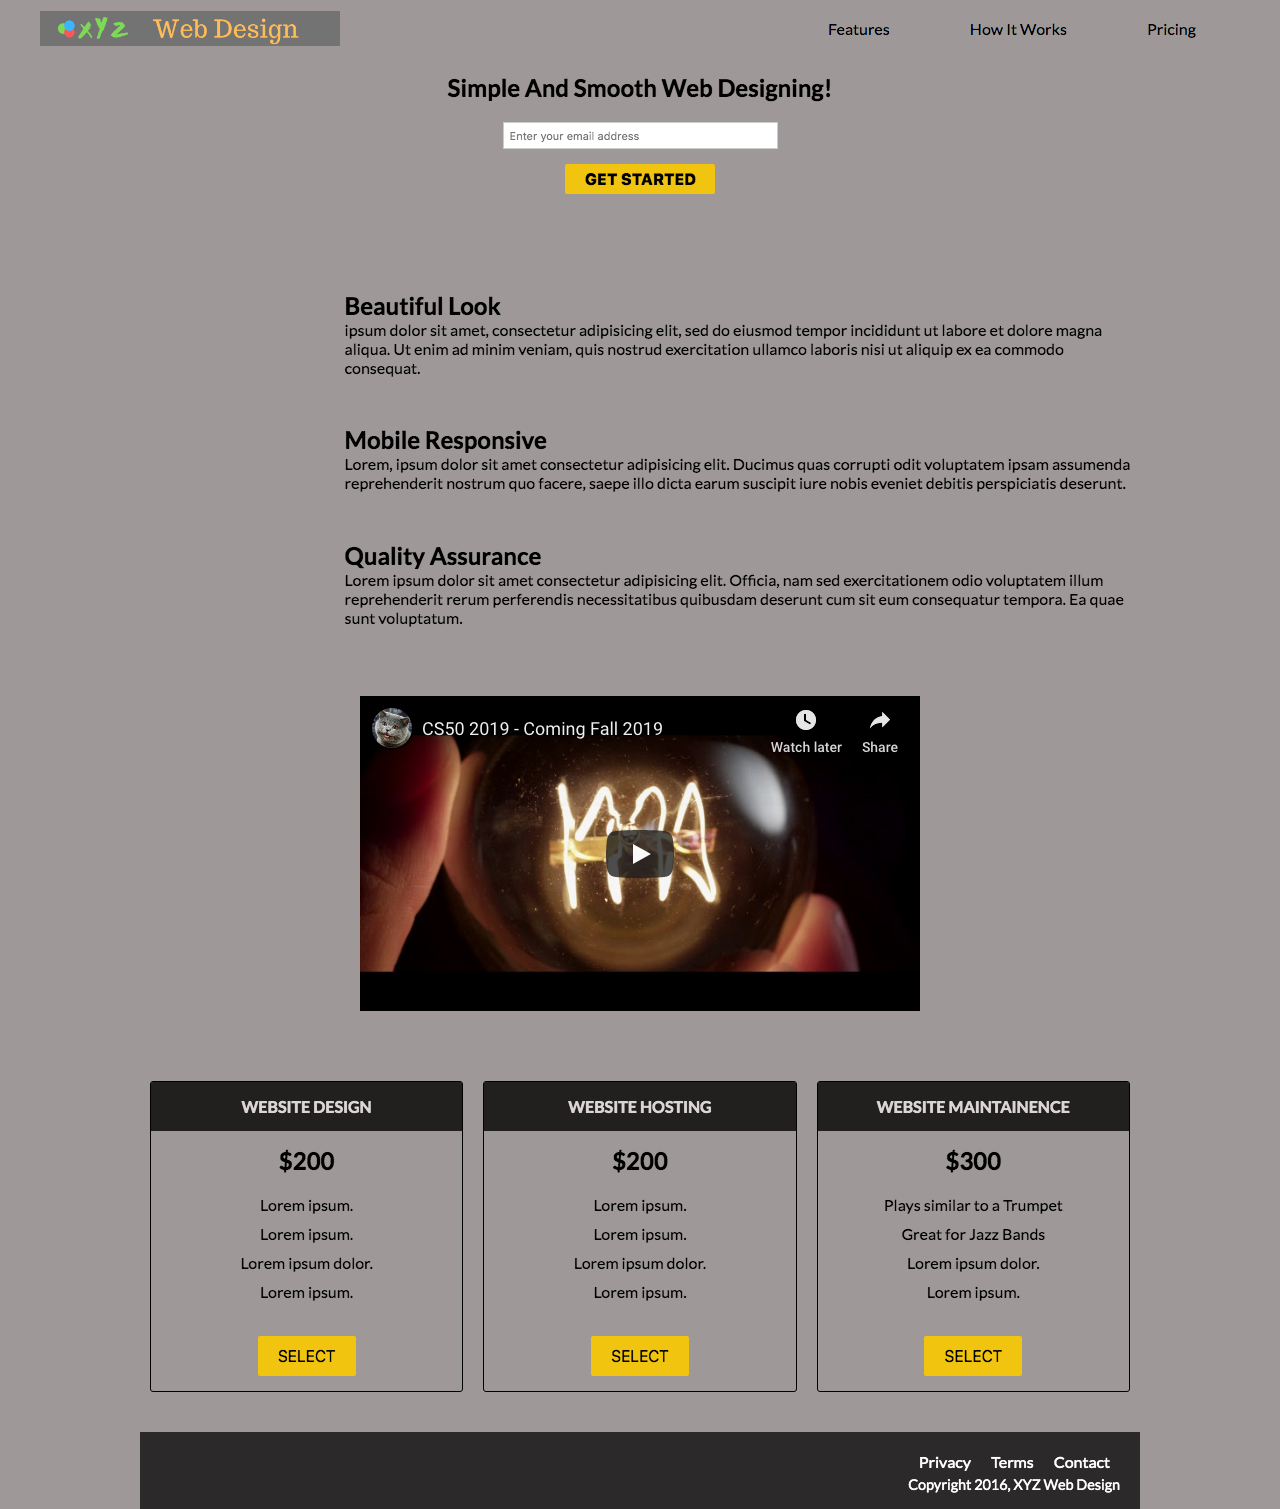 xyz Web Design
Features How It Works Pricing
Simple And Smooth Web Designing!
Enter your email address
GET STARTED
Beautiful Look
ipsum dolor sit amet, consectetur adipisicing elit, sed do eiusmod tempor incididunt ut labore et dolore magna
aliqua. Ut enim ad minim veniam, quis nostrud exercitation ullamco laboris nisi ut aliquip ex ea commodo
consequat.
Mobile Responsive
Lorem, ipsum dolor sit amet consectetur adipisicing elit. Ducimus quas corrupti odit voluptatem ipsam assumenda
reprehenderit nostrum quo facere, saepe illo dicta earum suscipit iure nobis eveniet debitis perspiciatis deserunt.
Quality Assurance
Lorem ipsum dolor sit amet consectetur adipisicing elit. Officia, nam sed exercitationem odio voluptatem illum
reprehenderit rerum perferendis necessitatibus quibusdam deserunt cum sit eum consequatur tempora. Ea quae
sunt voluptatum.
CS50 2019 - Coming Fall 2019
Watch later Share
WEBSITE DESIGN
$200
Lorem ipsum.
Lorem ipsum.
Lorem ipsum dolor.
Lorem ipsum.
SELECT
WEBSITE HOSTING
$200
Lorem ipsum.
Lorem ipsum.
Lorem ipsum dolor.
Lorem ipsum.
SELECT
WEBSITE MAINTAINENCE
$300
Plays similar to a Trumpet
Great for Jazz Bands
Lorem ipsum dolor.
Lorem ipsum.
SELECT
Privacy Terms Contact
Copyright 2016, XYZ Web Design